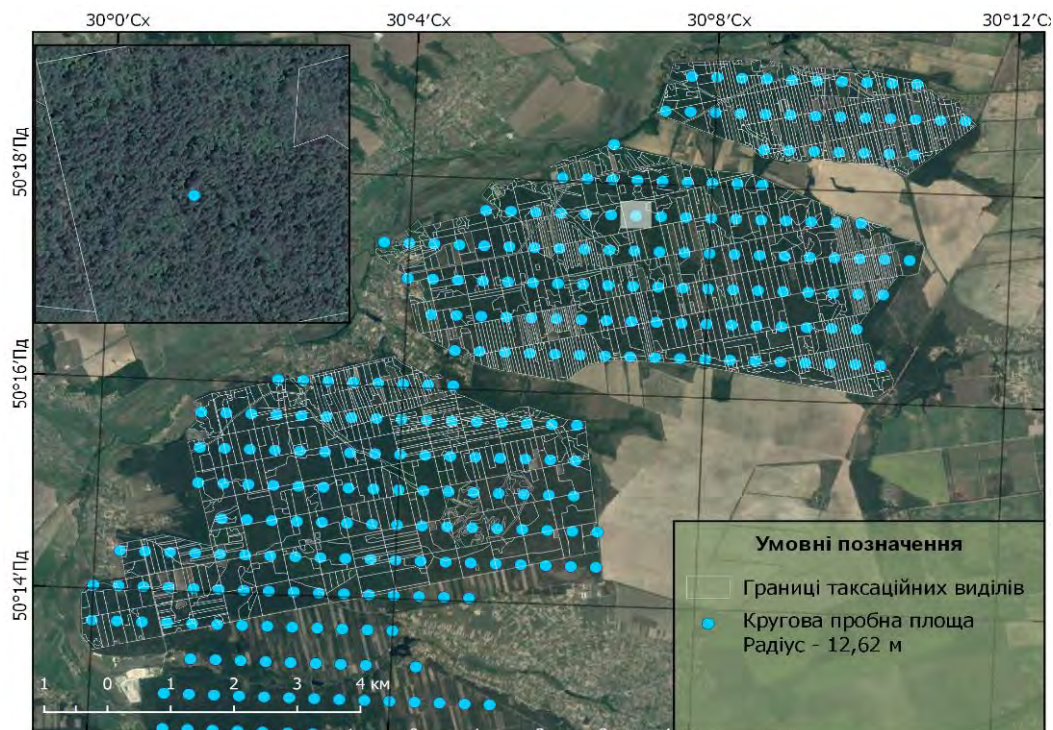 30°0′Сх 30°4′Сх 30°8′Сх 30°12′Сх
50°18′Пд
50°16′Пд
50°14′Пд
Умовні позначення
Границі таксаційних виділів
Кругова пробна площа
Радіус - 12,62 м
1 0 1 2 3 4 км